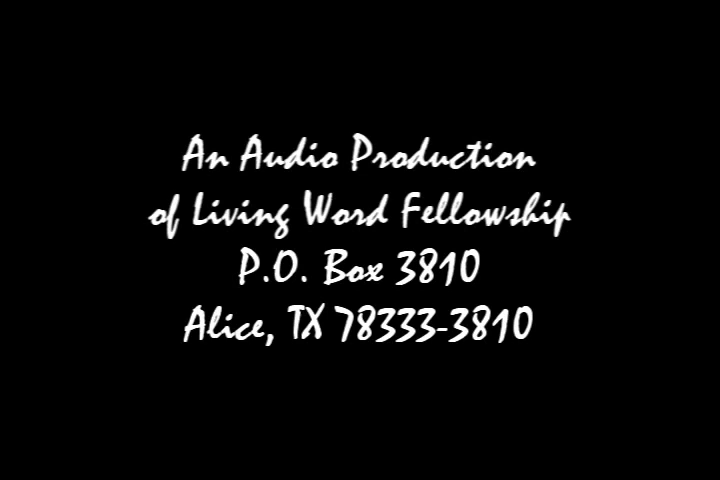 An Audio Production
of Living Word Fellowship
P.O. Box 3810
Alice, TX 78333-3810